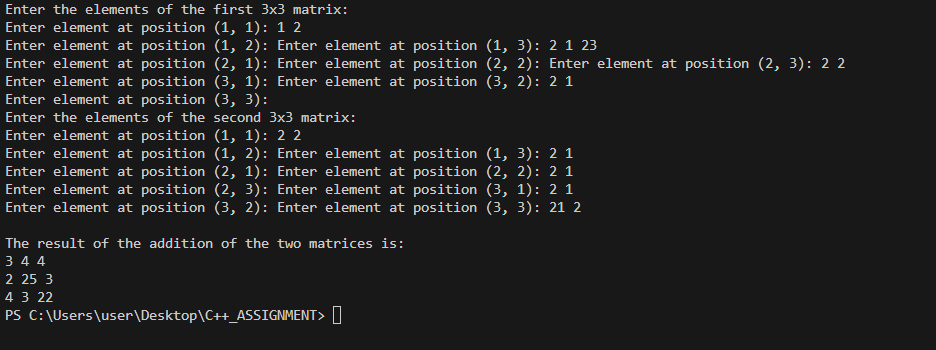 Enter the elements of the first 3x3 matrix:
Enter element at position (1, 1): 1 2
Enter element at position (1, 2): Enter element at position (1, 3): 2 1 23
Enter element at position (2, 1): Enter element at position (2, 2): Enter element at position (2, 3): 2 2
Enter element at position (3, 1): Enter element at position (3, 2): 2 1
Enter element at position (3, 3):
Enter the elements of the second 3x3 matrix:
Enter element at position (1, 1): 2 2
Enter element at position (1, 2): Enter element at position (1, 3): 2 1
Enter element at position (2, 1): Enter element at position (2, 2): 2 1
Enter element at position (2, 3): Enter element at position (3, 1): 2 1
Enter element at position (3, 2): Enter element at position (3, 3): 21 2
The result of the addition of the two matrices is:
3 4 4
2 25 3
4 3 22
PS C:\Users\user\Desktop\C++_ASSIGNMENT>